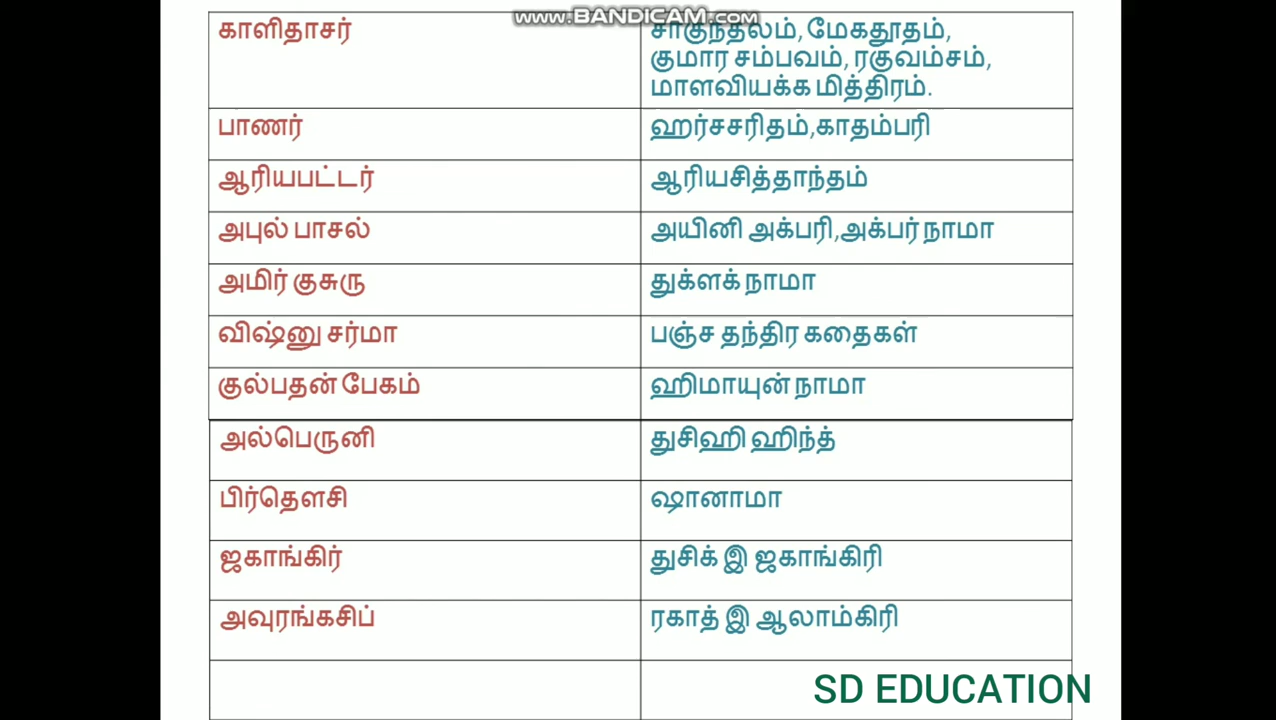 www.BANDICAM.com
காளிதாசர்
சாகுந்தலம், மேகதூதம்,
குமார சம்பவம், ரகுவம்சம்,
மாளவியக்க மித்திரம்.
பாணர்
ஹர்சசரிதம்,காதம்பரி
ஆரியபட்டர்
ஆரியசித்தாந்தம்
அபுல் பாசல்
அயினி அக்பரி,அக்பர் நாமா
அமிர் குசுரு
துக்ளக் நாமா
விஷ்னு சர்மா
பஞ்ச தந்திர கதைகள்
குல்பதன் பேகம்
ஹிமாயுன் நாமா
அல்பெருனி
துசிஹி ஹிந்த்
பிர்தௌசி
ஷானாமா
ஜகாங்கிர்
துசிக் இ ஜகாங்கிரி
அவுரங்கசிப்
ரகாத் இ ஆலாம்கிரி
SD EDUCATION